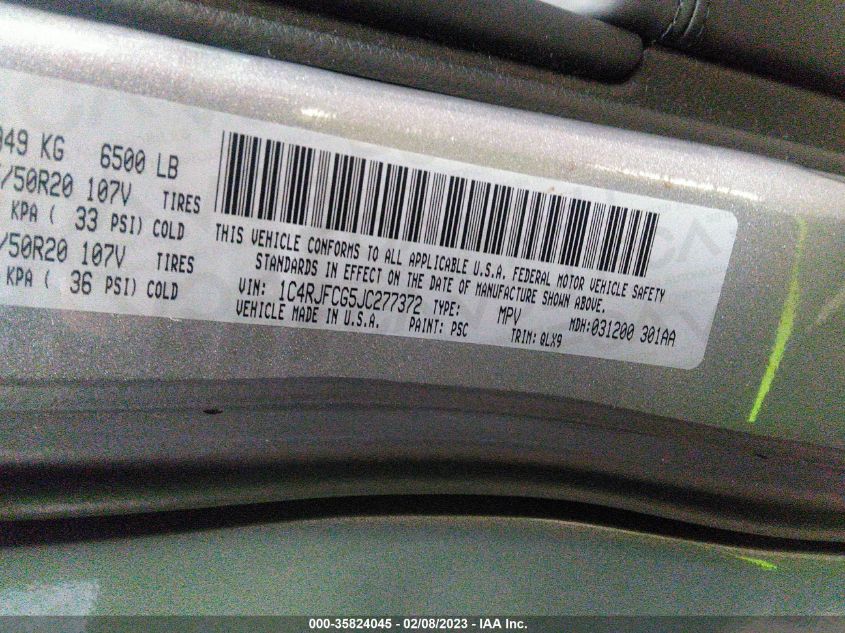 949 KG 6500 LB
/50R20 107V TIRES
KPA ( 33 PSI) COLD
/50R20 107V TIRES
KPA ( 36 PSI) COLD
THIS VEHICLE CONFORMS TO ALL APPLICABLE U.S.A. FEDERAL MOTOR VEHICLE SAFETY
STANDARDS IN EFFECT ON THE DATE OF MANUFACTURE SHOWN ABOVE.
VIN: 1C4RJFCG5JC277372 TYPE: MPV MDH:031200 301AA
VEHICLE MADE IN U.S.A. PAINT: PSC TRIM: QLX9
000-35824045 - 02/08/2023 - IAA Inc.